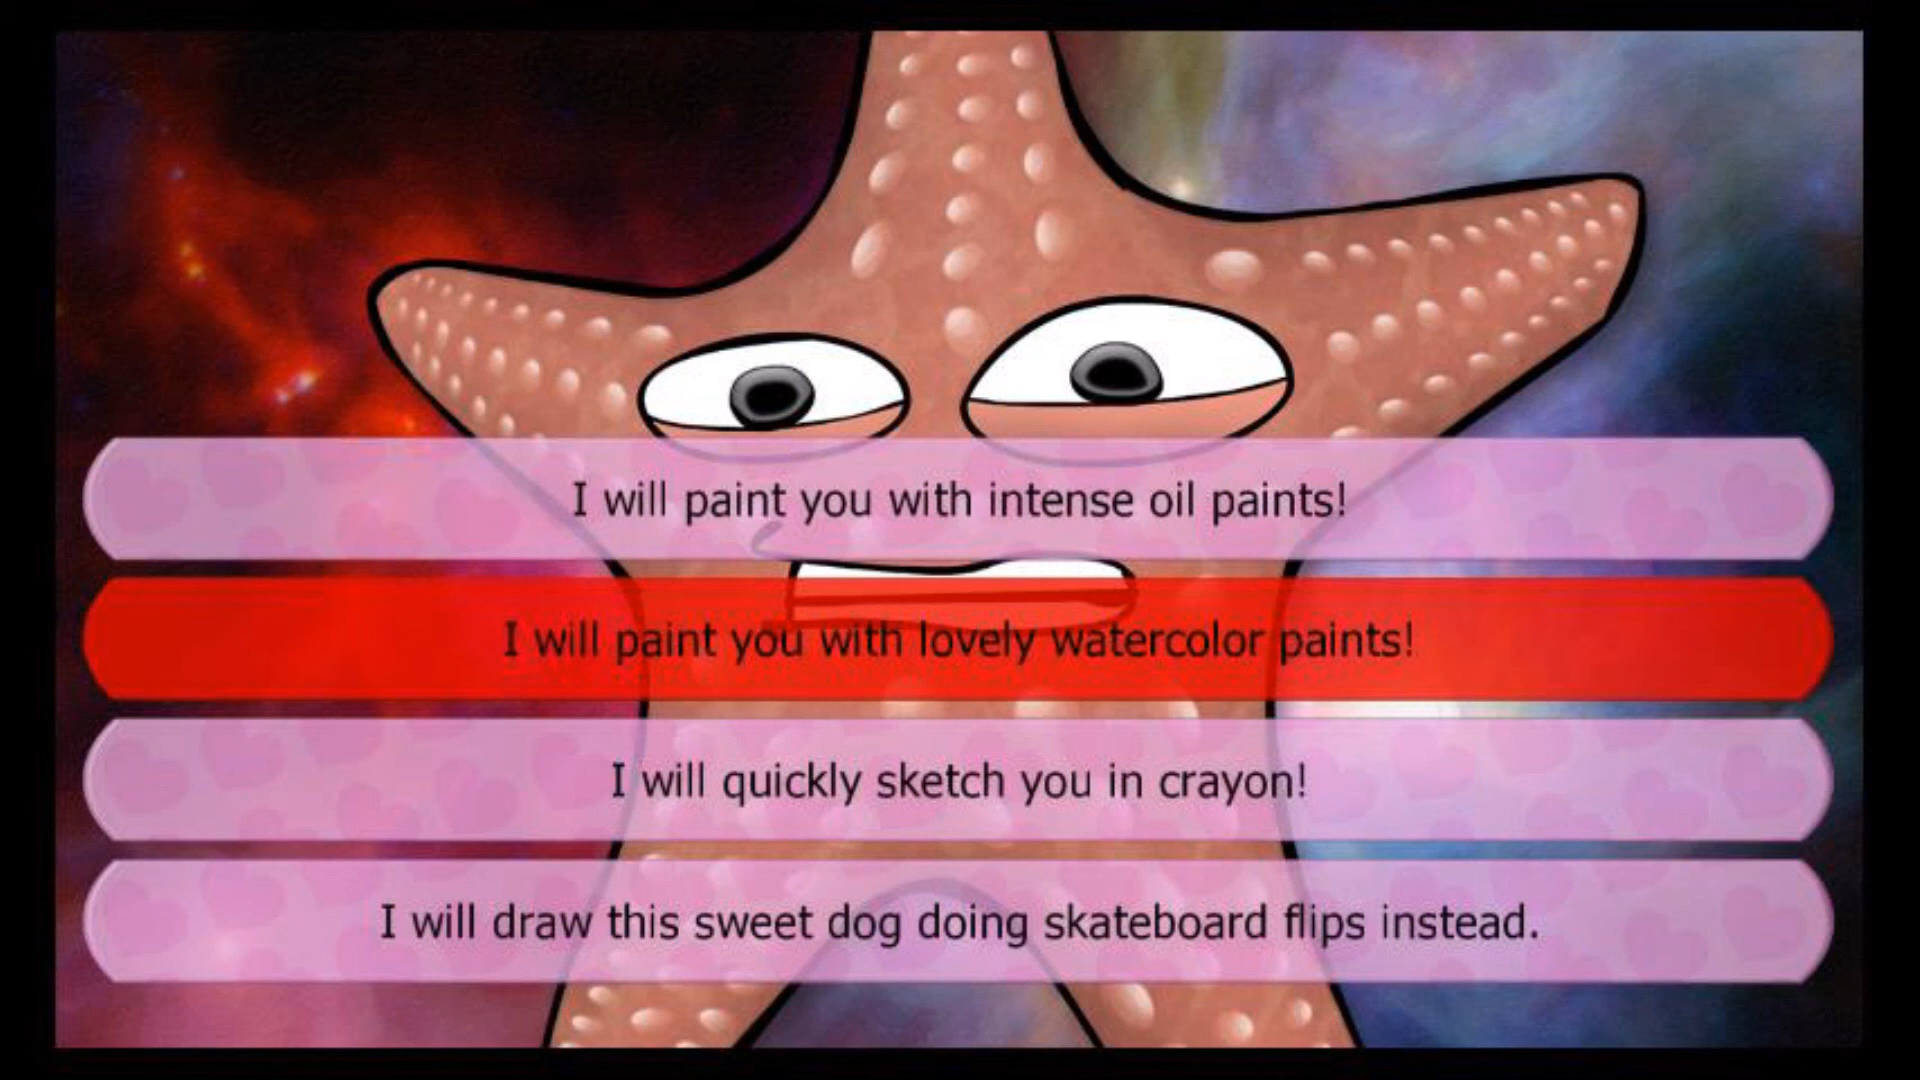 I will paint you with intense oil paints!
I will paint you with lovely watercolor paints!
I will quickly sketch you in crayon!
I will draw this sweet dog doing skateboard flips instead.